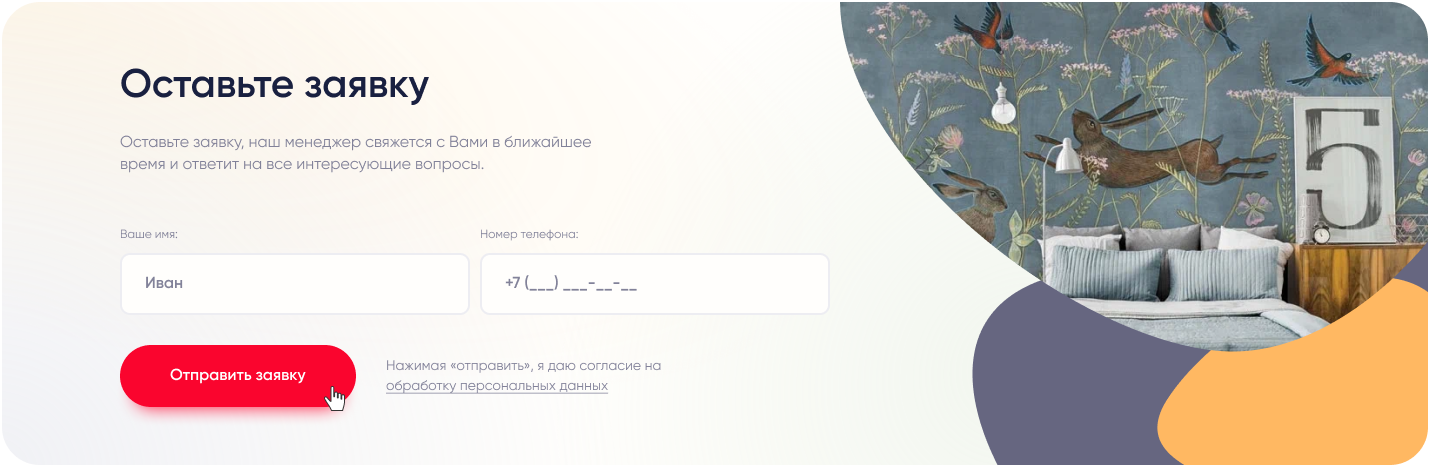 Оставьте заявку
Оставьте заявку, наш менеджер свяжется с Вами в ближайшее
время и ответит на все интересующие вопросы.
Ваше имя:
Номер телефона:
Иван
+7 (___) ___-__-__
Отправить заявку
Нажимая «отправить», я даю согласие на
обработку персональных данных
5